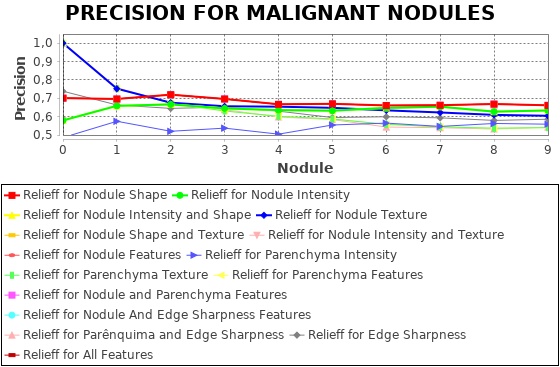 PRECISION FOR MALIGNANT NODULES
1,0
0,9
0,8
0,7
0,6
0,5
Precision
0 1 2 3 4 5 6 7 8 9
Nodule
Relieff for Nodule Shape Relieff for Nodule Intensity
Relieff for Nodule Intensity and Shape Relieff for Nodule Texture
Relieff for Nodule Shape and Texture Relieff for Nodule Intensity and Texture
Relieff for Nodule Features Relieff for Parenchyma Intensity
Relieff for Parenchyma Texture Relieff for Parenchyma Features
Relieff for Nodule and Parenchyma Features
Relieff for Nodule And Edge Sharpness Features
Relieff for Parênquima and Edge Sharpness Relieff for Edge Sharpness
Relieff for All Features